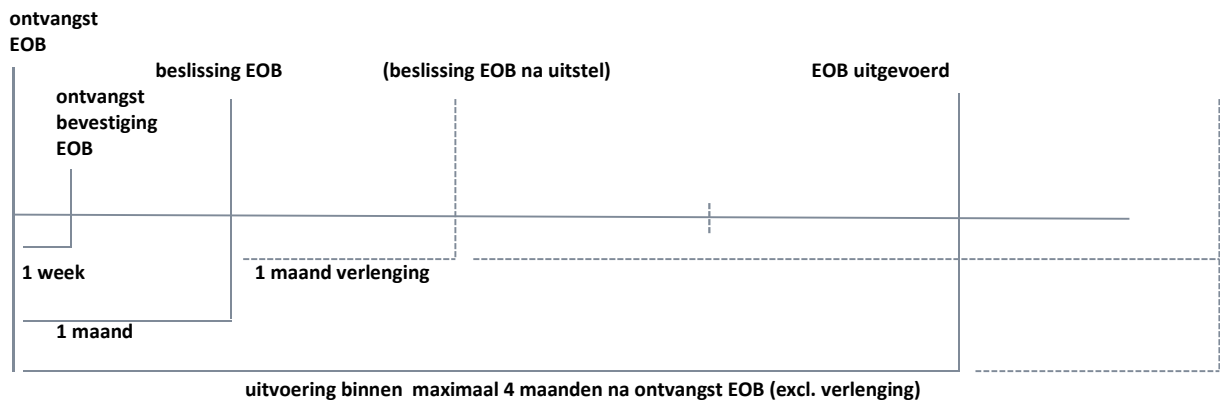 ontvangst
EOB
beslissing EOB
(beslissing EOB na uitstel)
EOB uitgevoerd
ontvangst
bevestiging
EOB
1 week
1 maand verlenging
1 maand
uitvoering binnen maximaal 4 maanden na ontvangst EOB (excl. verlenging)